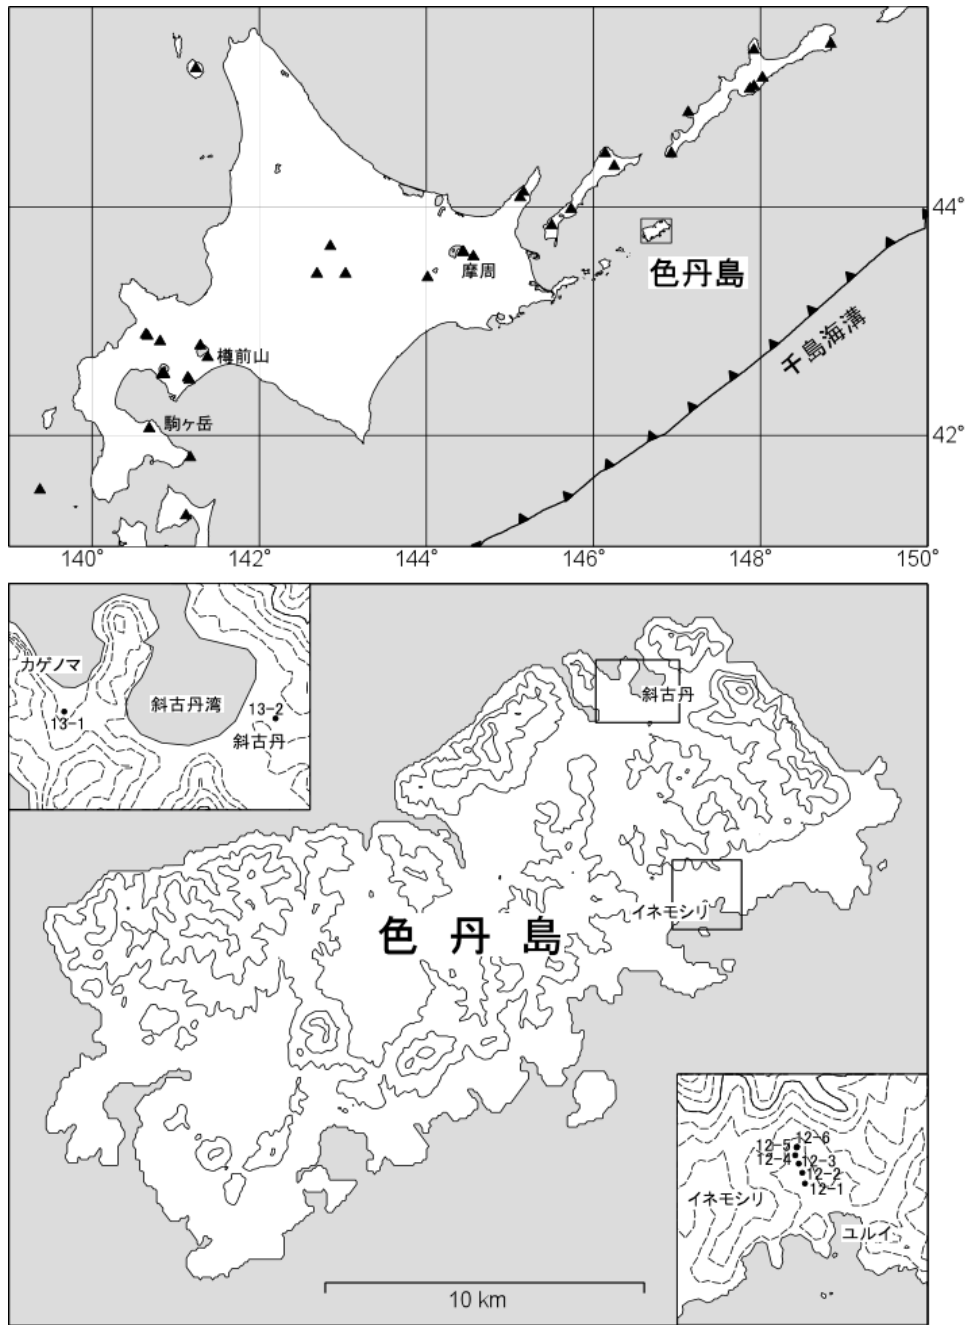 44°
摩周
色丹島
千島海溝
樽前山
駒ヶ岳
42°
140°
142°
144°
146°
148°
150°
カゲノマ
13-1
斜古丹湾
13-2
斜古丹
斜古丹
イネモシリ
色丹島
12-6
12-5
12-4
12-3
12-2
12-1
イネモシリ
ユルイ
10 km